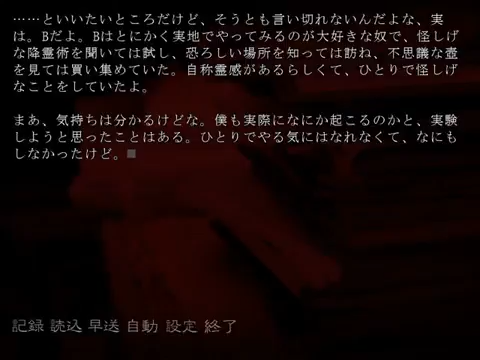 ……といいたいところだけど、そうとも言い切れないんだよな、実
は。Bだよ。Bはとにかく実地でやってみるのが大好きな奴で、怪しげ
な降霊術を聞いては試し、恐ろしい場所を知っては訪ね、不思議な壺
を見ては買い集めていた。自称霊感があるらしくて、ひとりで怪しげ
なことをしていたよ。
まあ、気持ちは分かるけどな。僕も実際になにか起こるのかと、実験
しようと思ったことはある。ひとりでやる気にはなれなくて、なにも
しなかったけど。
記録 読込 早送 自動 設定 終了